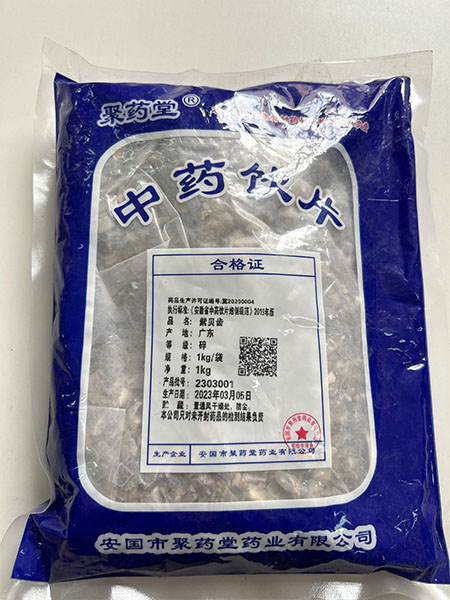 聚药堂®
中药饮片
合格证
药品生产许可证编号:冀20200004
执行标准:《安徽省中药饮片炮制规范》2019年版
品 名: 紫贝齿
产 地: 广东
等 级: 碎
规 格: 1kg/袋
净 重: 1kg
产品批号: 2303001
生产日期: 2023年03月05日
贮 藏: 置通风干燥处,防尘。
本公司只对未开封药品的检测结果负责
生产企业 安国市聚药堂药业有限公司
安国市聚药堂药业有限公司